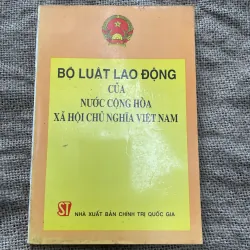 BỘ LUẬT LAO ĐỘNG
CỦA
NƯỚC CỘNG HÒA
XÃ HỘI CHỦ NGHĨA VIỆT NAM
ST NHÀ XUẤT BẢN CHÍNH TRỊ QUỐC GIA